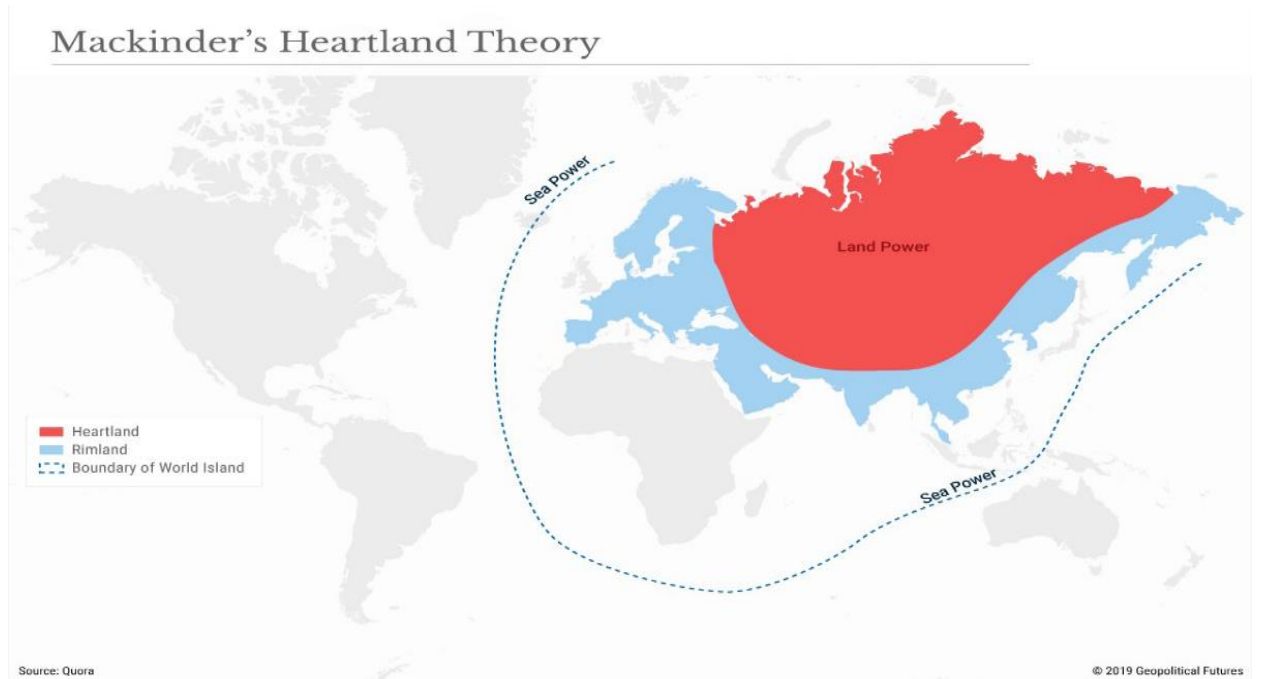 Mackinder's Heartland Theory
Sea Power
Land Power
Heartland
Rimland
Boundary of World Island
Sea Power
Source: Quora
© 2019 Geopolitical Futures